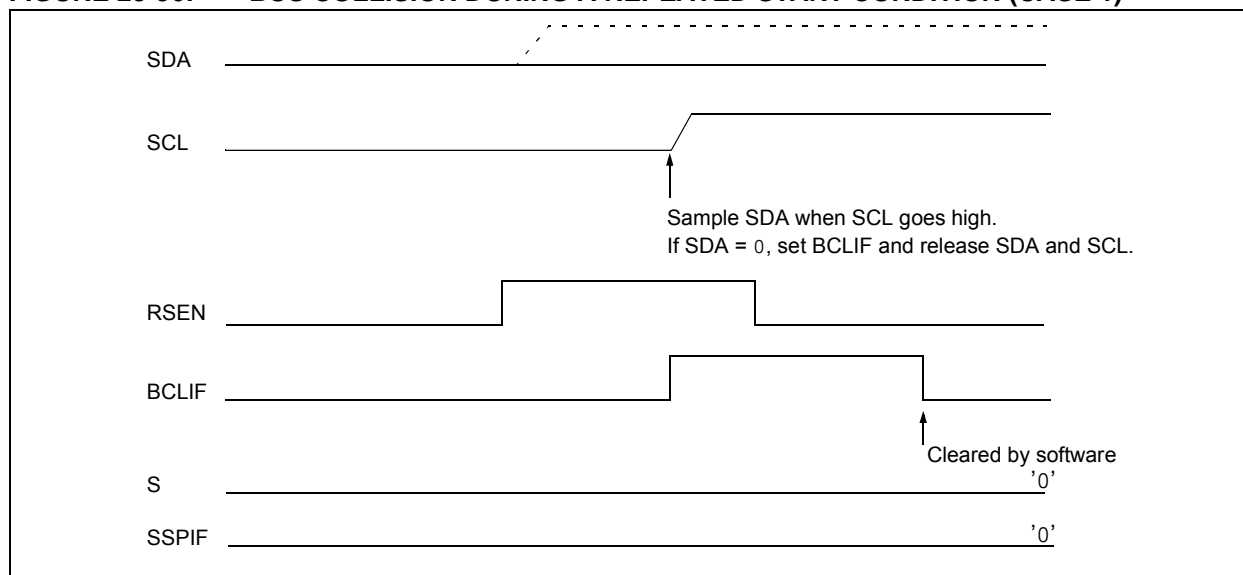 SDA
SCL
Sample SDA when SCL goes high.
If SDA = 0, set BCLIF and release SDA and SCL.
RSEN
BCLIF
Cleared by software
S
'0'
SSPIF
'0'